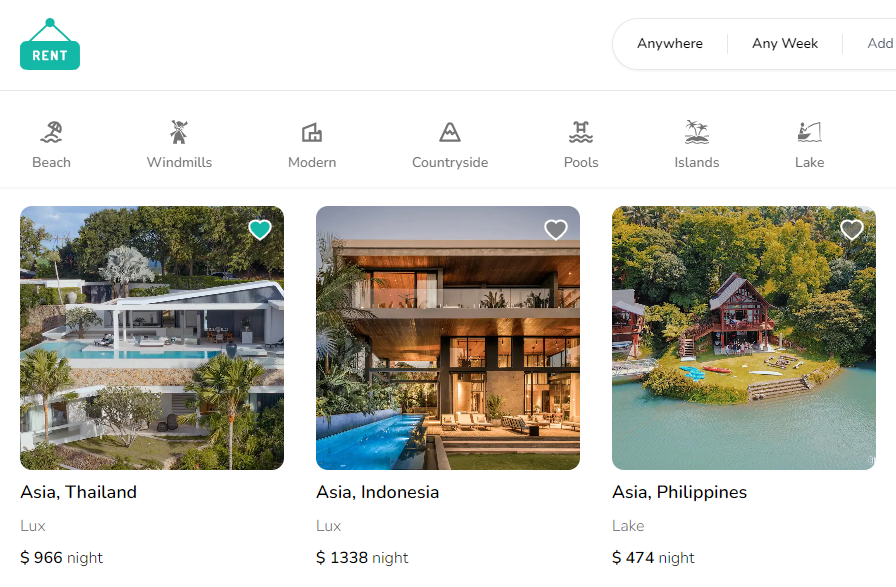 RENT
Anywhere
Any Week
Add
Beach
Windmills
Modern
Countryside
Pools
Islands
Lake
Asia, Thailand
Lux
$ 966 night
Asia, Indonesia
Lux
$ 1338 night
Asia, Philippines
Lake
$ 474 night